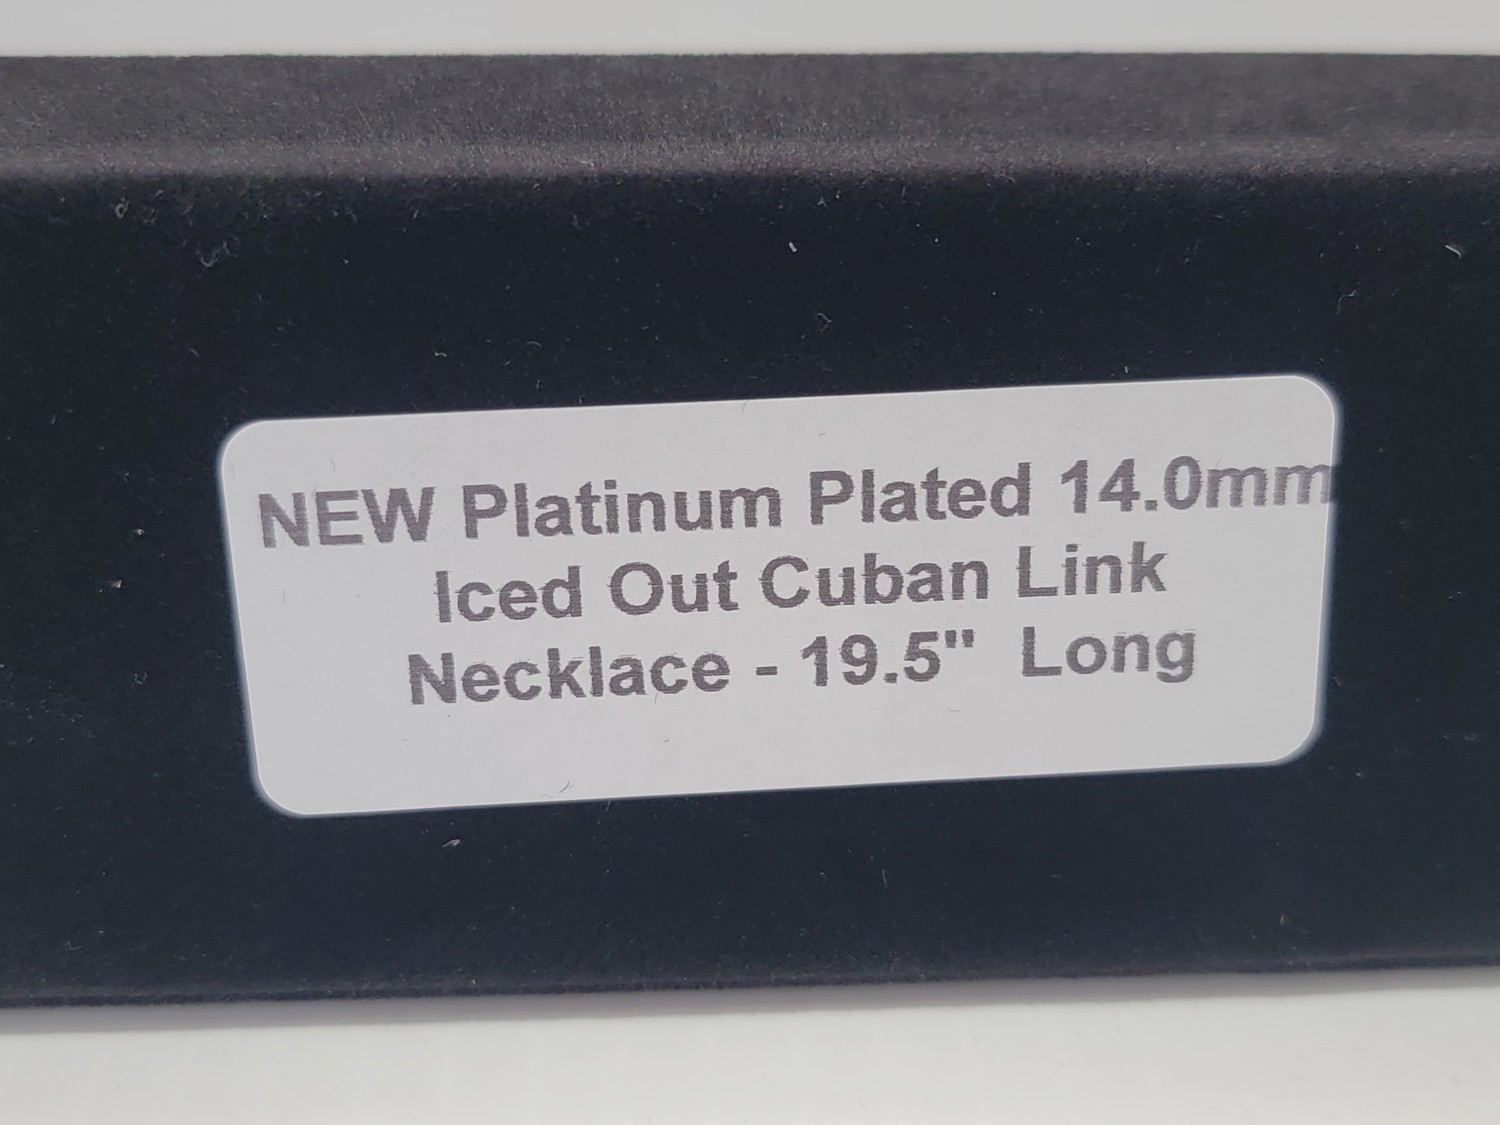 NEW Platinum Plated 14.0mm
Iced Out Cuban Link
Necklace - 19.5" Long